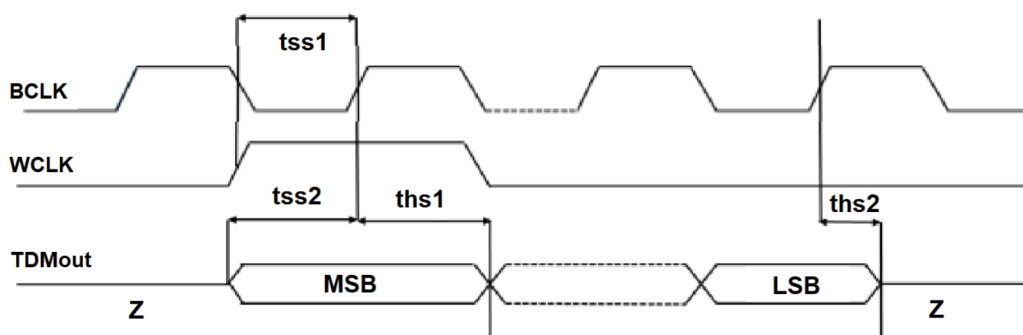 tss1
BCLK
WCLK
tss2 ths1 ths2
TDMout
MSB LSB
Z Z